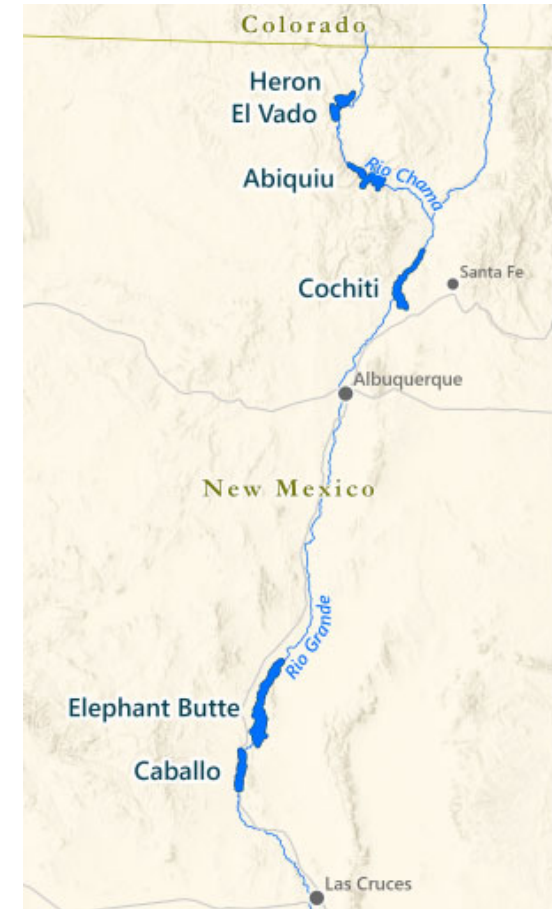 Colorado
Heron
El Vado
Abiquiu
Rio Chama
Cochiti
Santa Fe
Albuquerque
New Mexico
Rio Grande
Elephant Butte
Caballo
Las Cruces